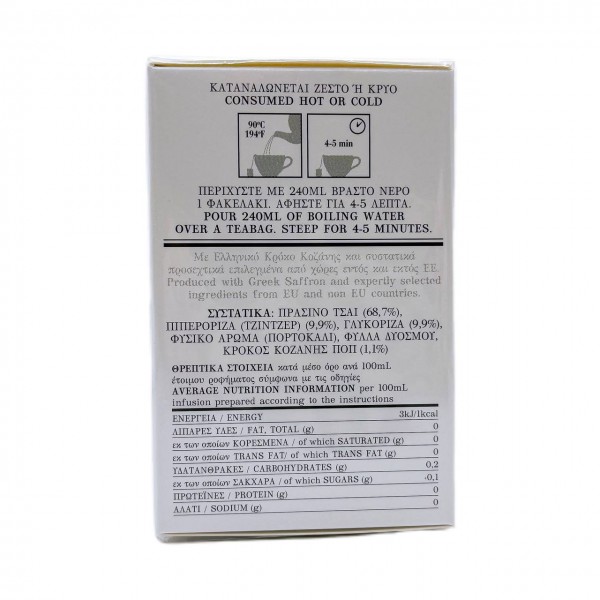 ΚΑΤΑΝΑΛΩΝΕΤΑΙ ΖΕΣΤΟ Ή ΚΡΥΟ
CONSUMED HOT OR COLD
90°C
194°F
4-5 min
ΠΕΡΙΧΥΣΤΕ ΜΕ 240ML ΒΡΑΣΤΟ ΝΕΡΟ
1 ΦΑΚΕΛΑΚΙ. ΑΦΗΣΤΕ ΓΙΑ 4-5 ΛΕΠΤΑ.
POUR 240ML OF BOILING WATER
OVER A TEABAG. STEEP FOR 4-5 MINUTES.
Με Ελληνικό Κρόκο Κοζάνης και συστατικά
προσεχτικά επιλεγμένα από χώρες εντός και εκτός ΕΕ.
Produced with Greek Saffron and expertly selected
ingredients from EU and non EU countries.
ΣΥΣΤΑΤΙΚΑ: ΠΡΑΣΙΝΟ ΤΣΑΙ (68,7%),
ΠΙΠΕΡΟΡΙΖΑ (ΤΖΙΝΤΖΕΡ) (9,9%), ΓΛΥΚΟΡΙΖΑ (9,9%),
ΦΥΣΙΚΟ ΑΡΩΜΑ (ΠΟΡΤΟΚΑΛΙ), ΦΥΛΛΑ ΔΥΟΣΜΟΥ,
ΚΡΟΚΟΣ ΚΟΖΑΝΗΣ ΠΟΠ (1,1%)
ΘΡΕΠΤΙΚΑ ΣΤΟΙΧΕΙΑ κατά μέσο όρο ανά 100mL
έτοιμου ροφήματος σύμφωνα με τις οδηγίες
AVERAGE NUTRITION INFORMATION per 100mL
infusion prepared according to the instructions
ΕΝΕΡΓΕΙΑ / ENERGY 3kJ/1kcal
ΛΙΠΑΡΕΣ ΥΛΕΣ / FAT, TOTAL (g) 0
εκ των οποίων ΚΟΡΕΣΜΕΝΑ / of which SATURATED (g) 0
εκ των οποίων TRANS FAT/ of which TRANS FAT (g) 0
ΥΔΑΤΑΝΘΡΑΚΕΣ / CARBOHYDRATES (g) 0,2
εκ των οποίων ΣΑΚΧΑΡΑ / of which SUGARS (g) ‹0,1
ΠΡΩΤΕΪΝΕΣ / PROTEIN (g) 0
ΑΛΑΤΙ / SODIUM (g) 0